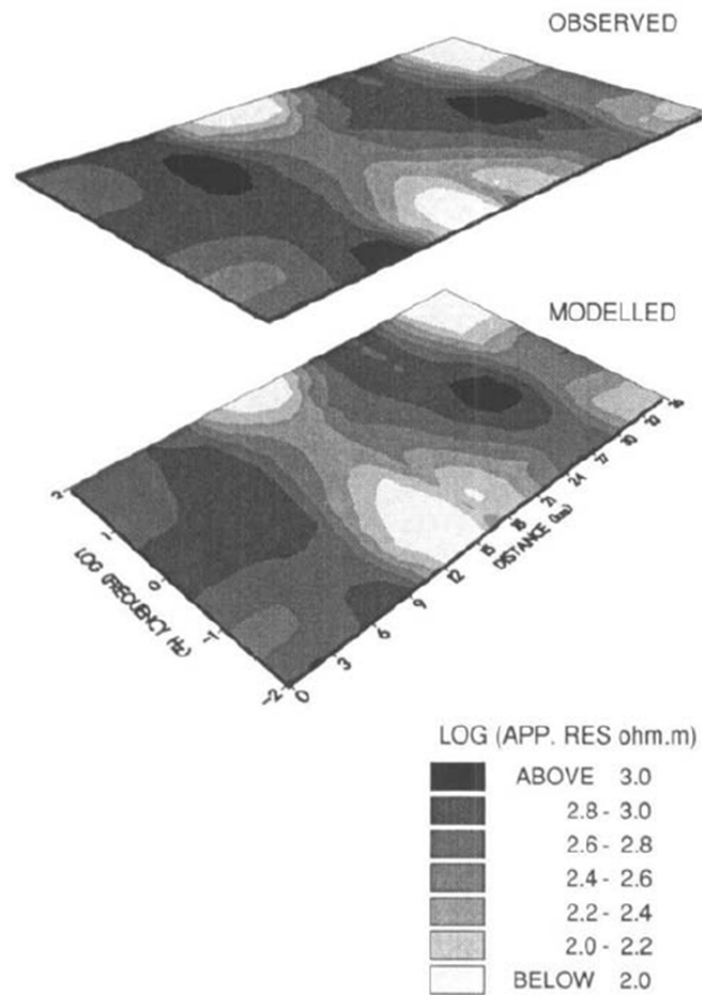 OBSERVED
MODELLED
2
1
0
-1
-2
LOG (FREQUENCY (Hz)
0
3
6
9
12
15
18
21
24
27
30
33
36
DISTANCE (km)
LOG (APP. RES ohm.m)
ABOVE 3.0
2.8 - 3.0
2.6 - 2.8
2.4 - 2.6
2.2 - 2.4
2.0 - 2.2
BELOW 2.0